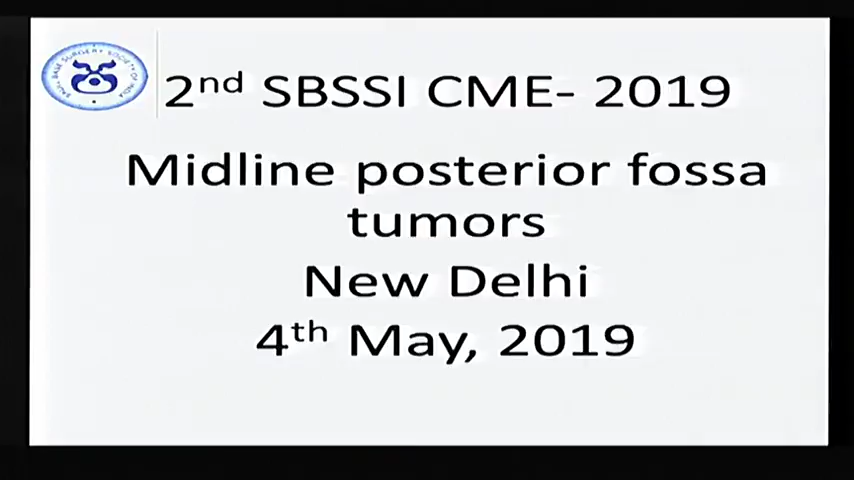 2nd SBSSI CME- 2019
Midline posterior fossa
tumors
New Delhi
4th May, 2019